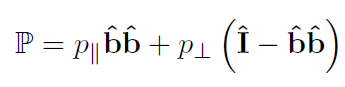 ℙ = p∥b̂b̂ + p⊥ (Î − b̂b̂)